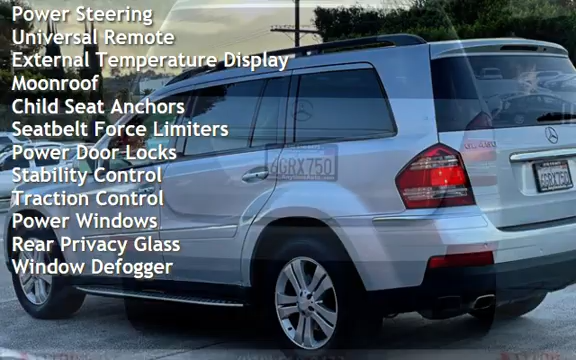 Power Steering
Universal Remote
External Temperature Display
Moonroof
Child Seat Anchors
Seatbelt Force Limiters
Power Door Locks
Stability Control
Traction Control
Power Windows
Rear Privacy Glass
Window Defogger
6GRX750
6GRX750